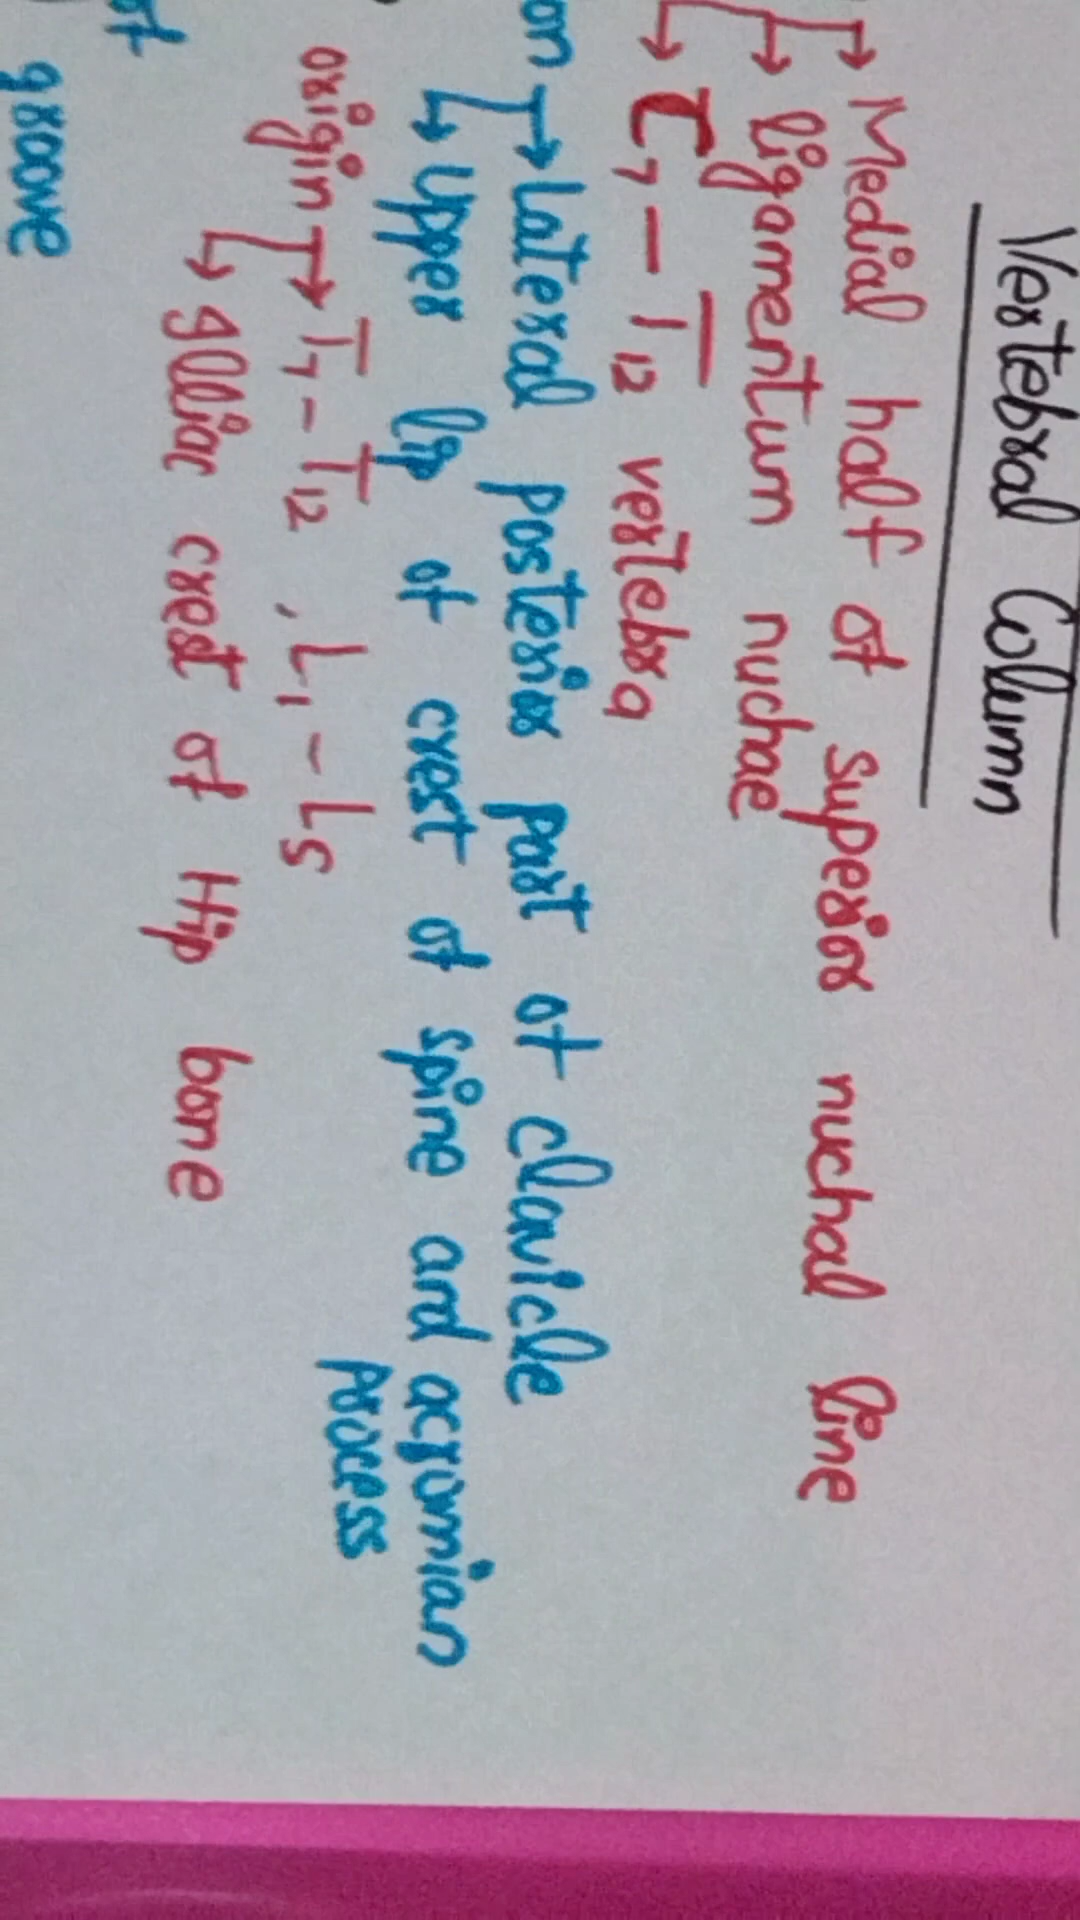 Vertebral Column
→ Medial half of superior nuchal line
→ ligamentum nuchae
→ C7 - T12 vertebra
on → Lateral posterior part of clavicle
→ Upper lip of crest of spine and acromian process
origin → T7 - T12, L1 - L5
→ Illiac crest of Hip bone
of
groove